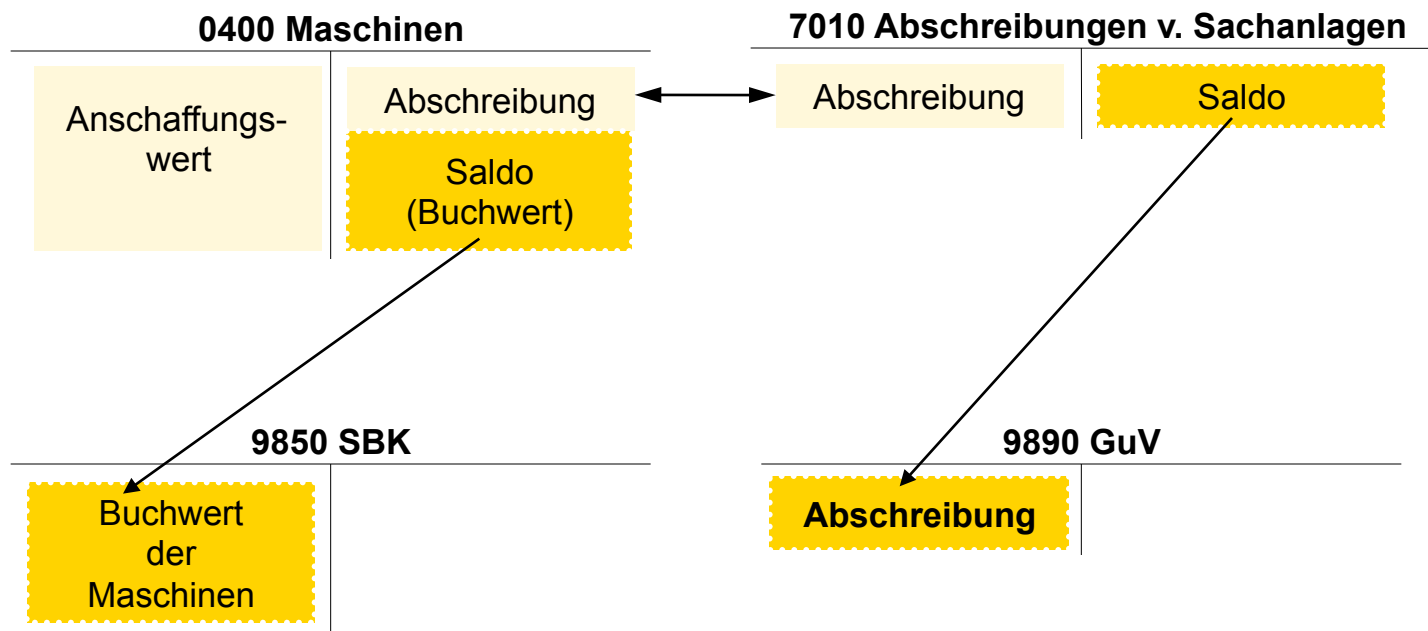 0400 Maschinen
7010 Abschreibungen v. Sachanlagen
Anschaffungs-
wert
Abschreibung
Saldo
(Buchwert)
Abschreibung
Saldo
9850 SBK
9890 GuV
Buchwert
der
Maschinen
Abschreibung